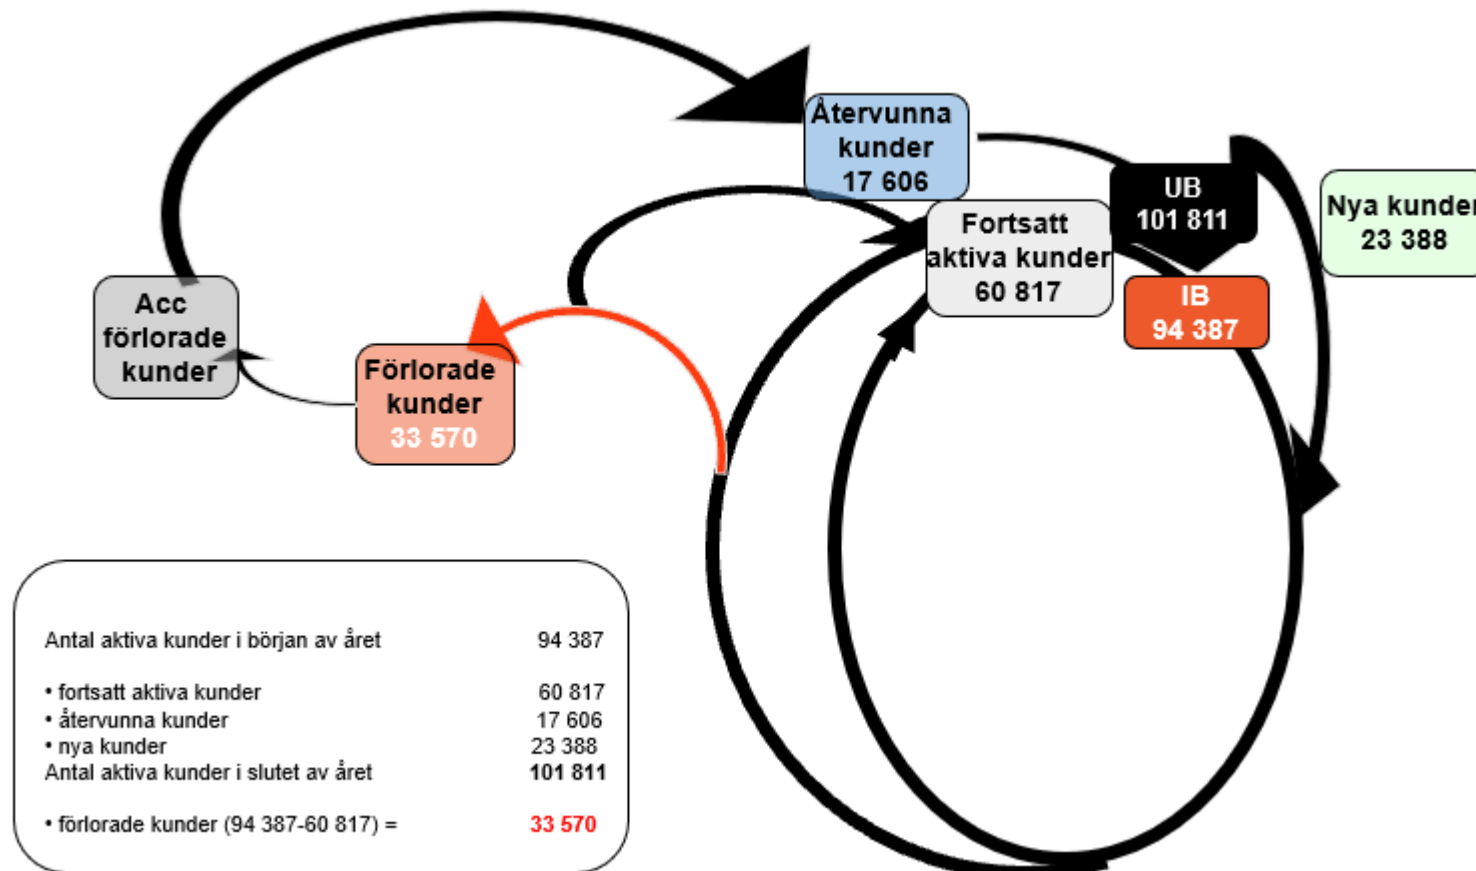 Återvunna
kunder
17 606
UB
101 811
Nya kunder
23 388
Fortsatt
aktiva kunder
60 817
IB
94 387
Acc
förlorade
kunder
Förlorade
kunder
33 570
Antal aktiva kunder i början av året 94 387
• fortsatt aktiva kunder 60 817
• återvunna kunder 17 606
• nya kunder 23 388
Antal aktiva kunder i slutet av året 101 811
• förlorade kunder (94 387-60 817) = 33 570